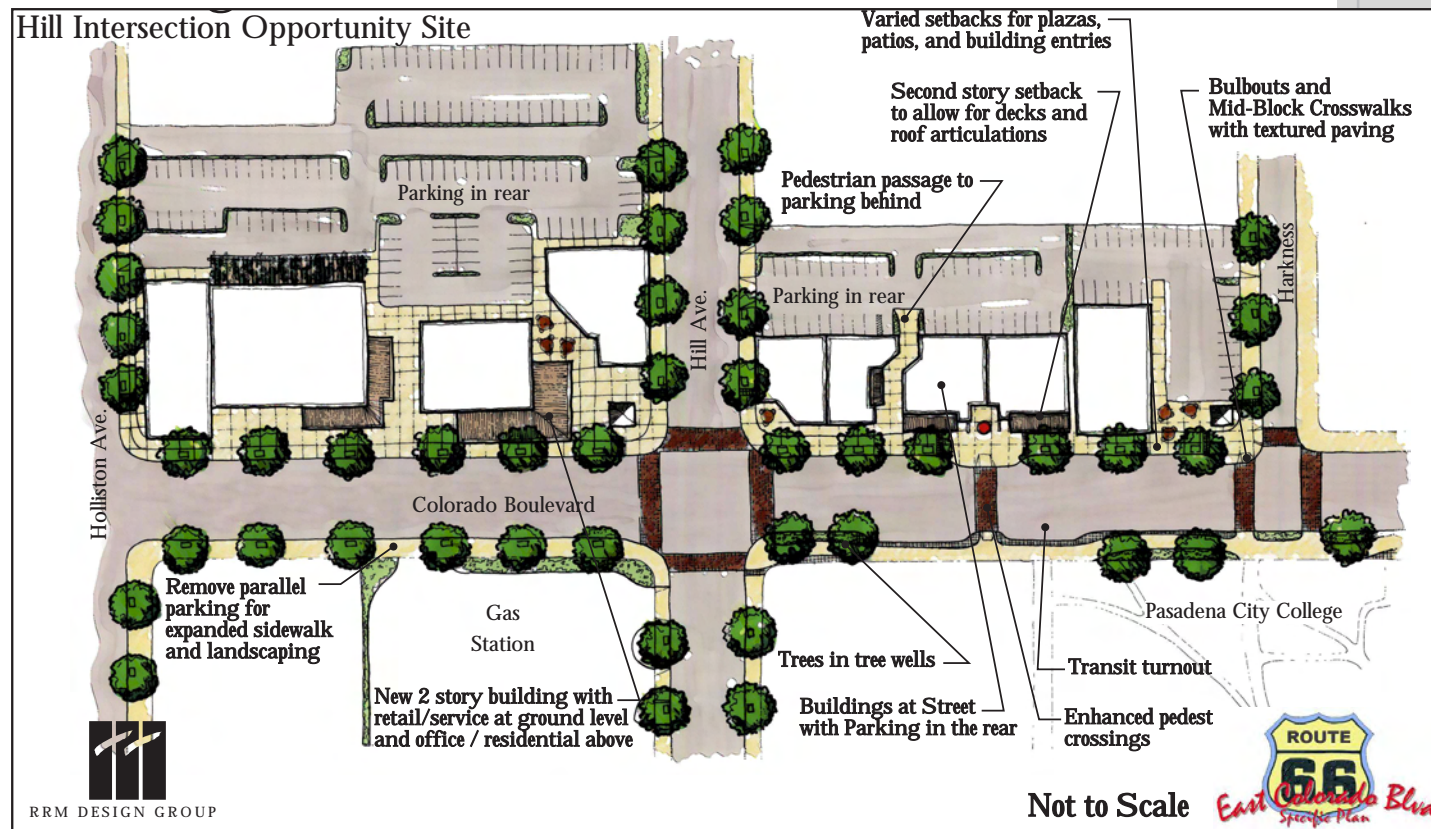 Hill Intersection Opportunity Site
Varied setbacks for plazas,
patios, and building entries
Second story setback
to allow for decks and
roof articulations
Bulbouts and
Mid-Block Crosswalks
with textured paving
Pedestrian passage to
parking behind
Parking in rear
Parking in rear
Harkness
Hill Ave.
Holliston Ave.
Colorado Boulevard
Remove parallel
parking for
expanded sidewalk
and landscaping
Gas
Station
Pasadena City College
Trees in tree wells
Transit turnout
New 2 story building with
retail/service at ground level
and office / residential above
Buildings at Street
with Parking in the rear
Enhanced pedest
crossings
RRM DESIGN GROUP
Not to Scale
ROUTE
66
East Colorado Blvd
Specific Plan